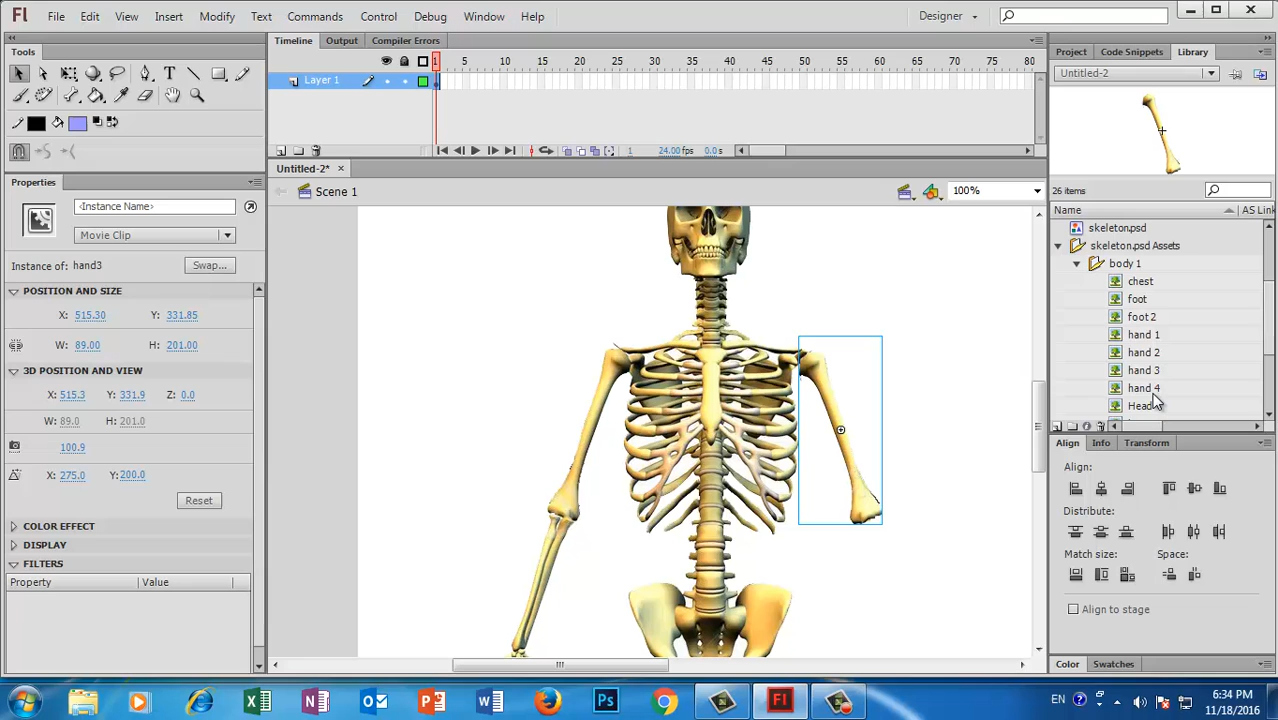 Fl File Edit View Insert Modify Text Commands Control Debug Window Help Designer
Tools
Timeline Output Compiler Errors
Project Code Snippets Library
1 5 10 15 20 25 30 35 40 45 50 55 60 65 70 75 80
Layer 1
Untitled-2
1 24.00 fps 0.0 s
Untitled-2* ×
Scene 1
100%
Properties
<Instance Name>
Movie Clip
Instance of: hand3 Swap...
POSITION AND SIZE
X: 515.30 Y: 331.85
W: 89.00 H: 201.00
3D POSITION AND VIEW
X: 515.3 Y: 331.9 Z: 0.0
W: 89.0 H: 201.0
100.9
X: 275.0 Y: 200.0
Reset
COLOR EFFECT
DISPLAY
FILTERS
Property Value
26 items
Name AS Link
skeleton.psd
skeleton.psd Assets
body 1
chest
foot
foot 2
hand 1
hand 2
hand 3
hand 4
Head
Align Info Transform
Align:
Distribute:
Match size: Space:
Align to stage
Color Swatches
EN
6:34 PM
11/18/2016